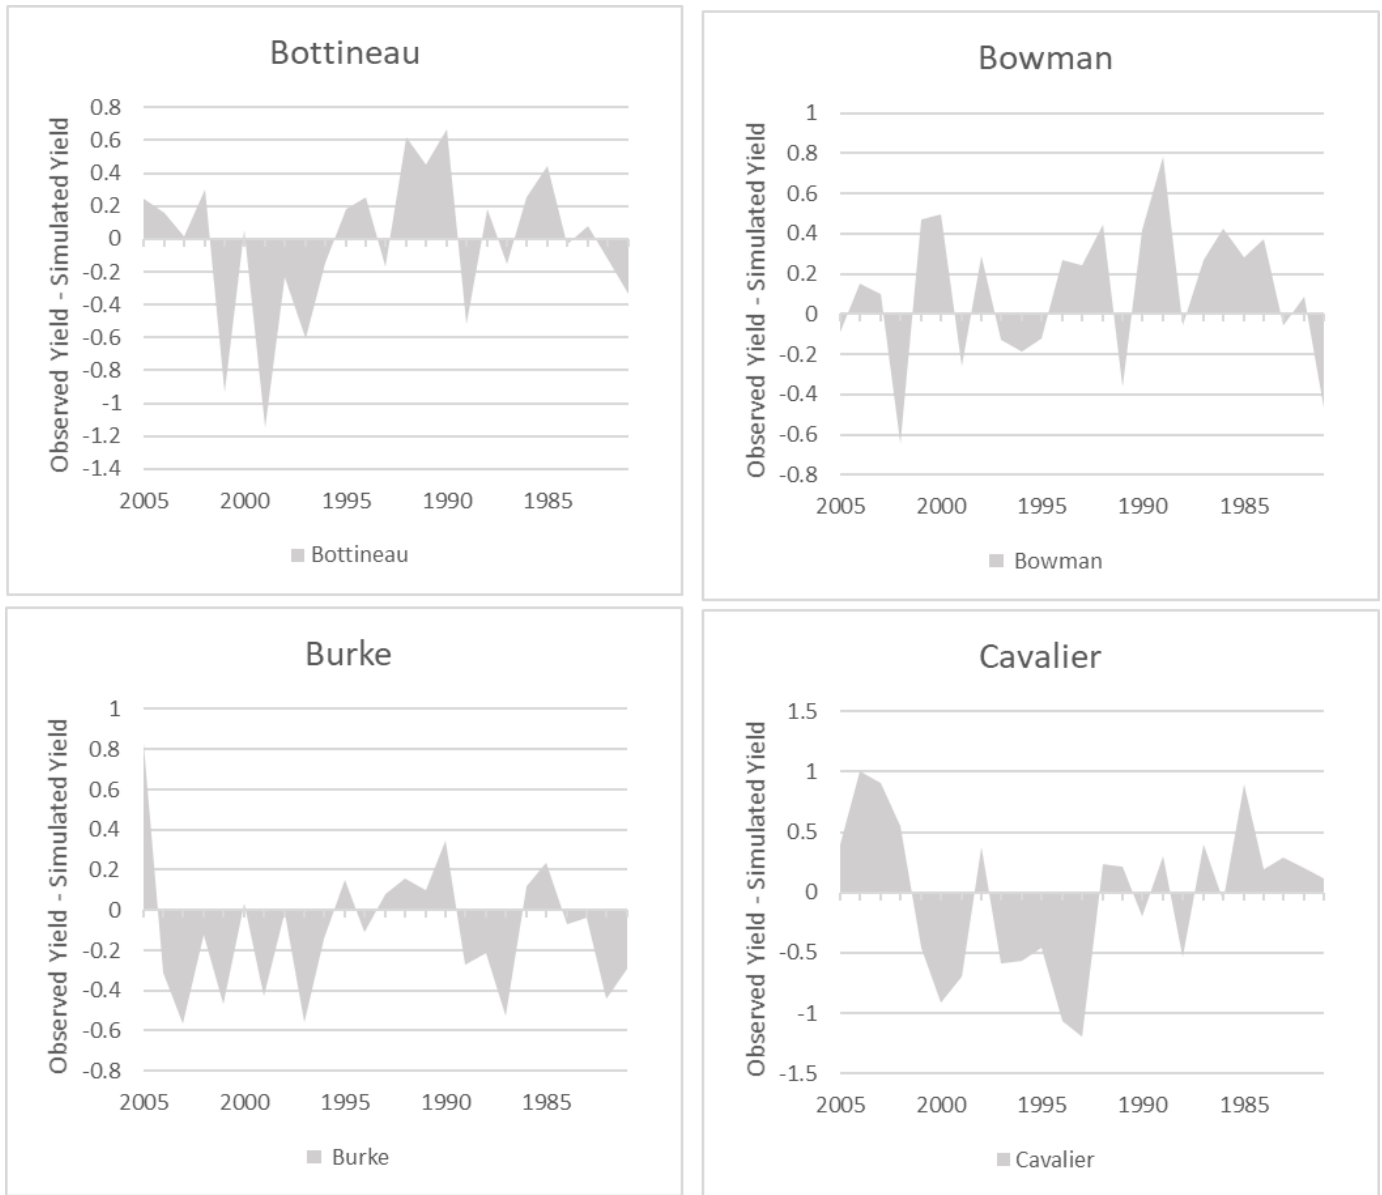 Bottineau
Observed Yield - Simulated Yield
0.8
0.6
0.4
0.2
0
-0.2
-0.4
-0.6
-0.8
-1
-1.2
-1.4
2005 2000 1995 1990 1985
Bottineau
Bowman
Observed Yield - Simulated Yield
1
0.8
0.6
0.4
0.2
0
-0.2
-0.4
-0.6
-0.8
2005 2000 1995 1990 1985
Bowman
Burke
Observed Yield - Simulated Yield
1
0.8
0.6
0.4
0.2
0
-0.2
-0.4
-0.6
-0.8
2005 2000 1995 1990 1985
Burke
Cavalier
Observed Yield - Simulated Yield
1.5
1
0.5
0
-0.5
-1
-1.5
2005 2000 1995 1990 1985
Cavalier